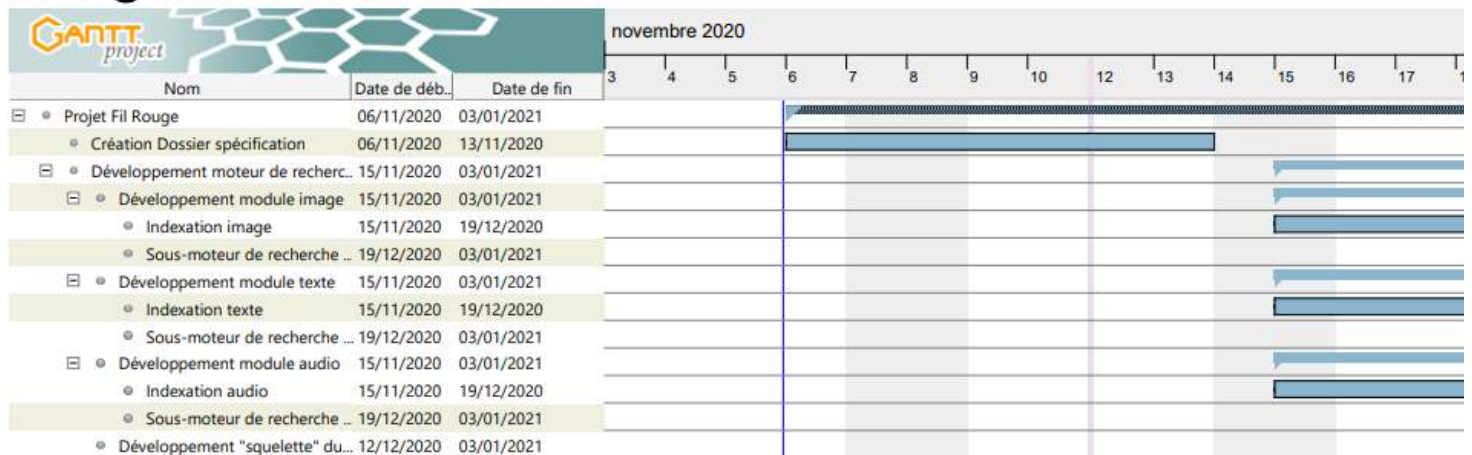 GANTT
project
novembre 2020
3 4 5 6 7 8 9 10 12 13 14 15 16 17
Nom Date de déb.. Date de fin
Projet Fil Rouge 06/11/2020 03/01/2021
Création Dossier spécification 06/11/2020 13/11/2020
Développement moteur de recherc.. 15/11/2020 03/01/2021
Développement module image 15/11/2020 03/01/2021
Indexation image 15/11/2020 19/12/2020
Sous-moteur de recherche .. 19/12/2020 03/01/2021
Développement module texte 15/11/2020 03/01/2021
Indexation texte 15/11/2020 19/12/2020
Sous-moteur de recherche ... 19/12/2020 03/01/2021
Développement module audio 15/11/2020 03/01/2021
Indexation audio 15/11/2020 19/12/2020
Sous-moteur de recherche .. 19/12/2020 03/01/2021
Développement "squelette" du... 12/12/2020 03/01/2021